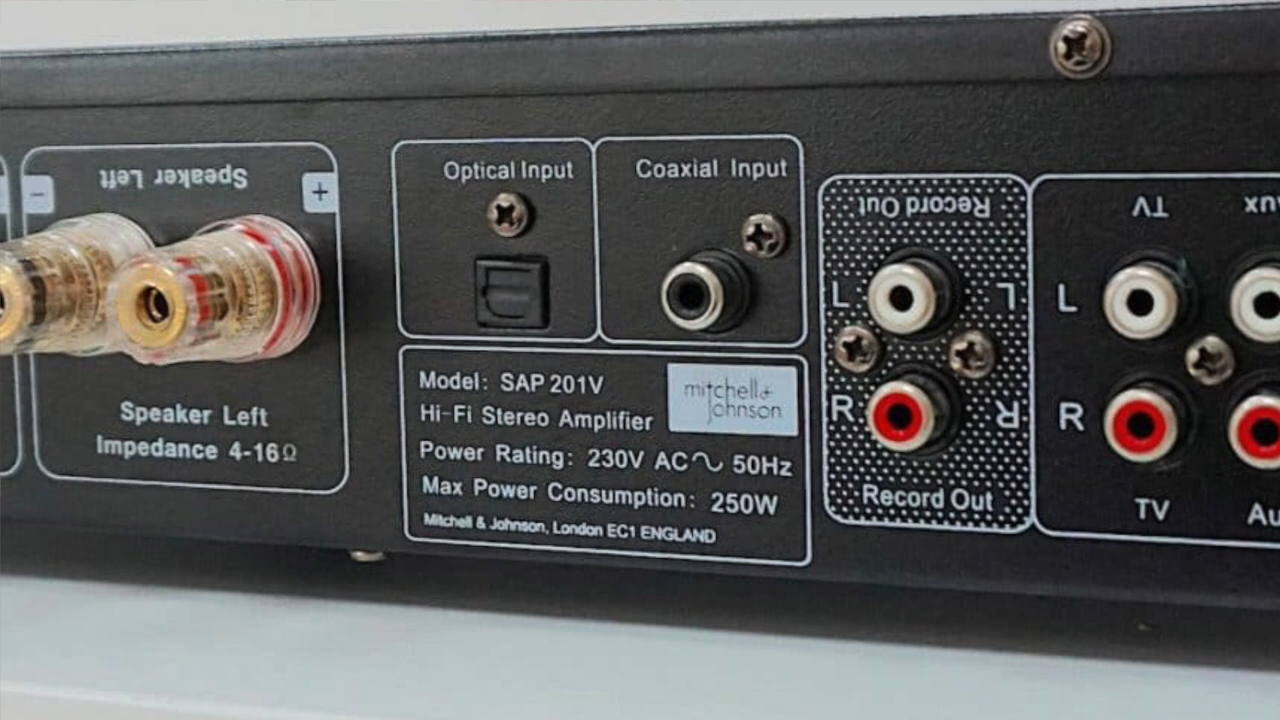 Speaker Left
−
+
Speaker Left
Impedance 4-16Ω
Optical Input
Coaxial Input
Model: SAP 201V
Hi-Fi Stereo Amplifier
mitchell+
johnson
Power Rating: 230V AC∿ 50Hz
Max Power Consumption: 250W
Mitchell & Johnson, London EC1 ENGLAND
Record Out
L
L
R
R
Record Out
TV
L
R
TV